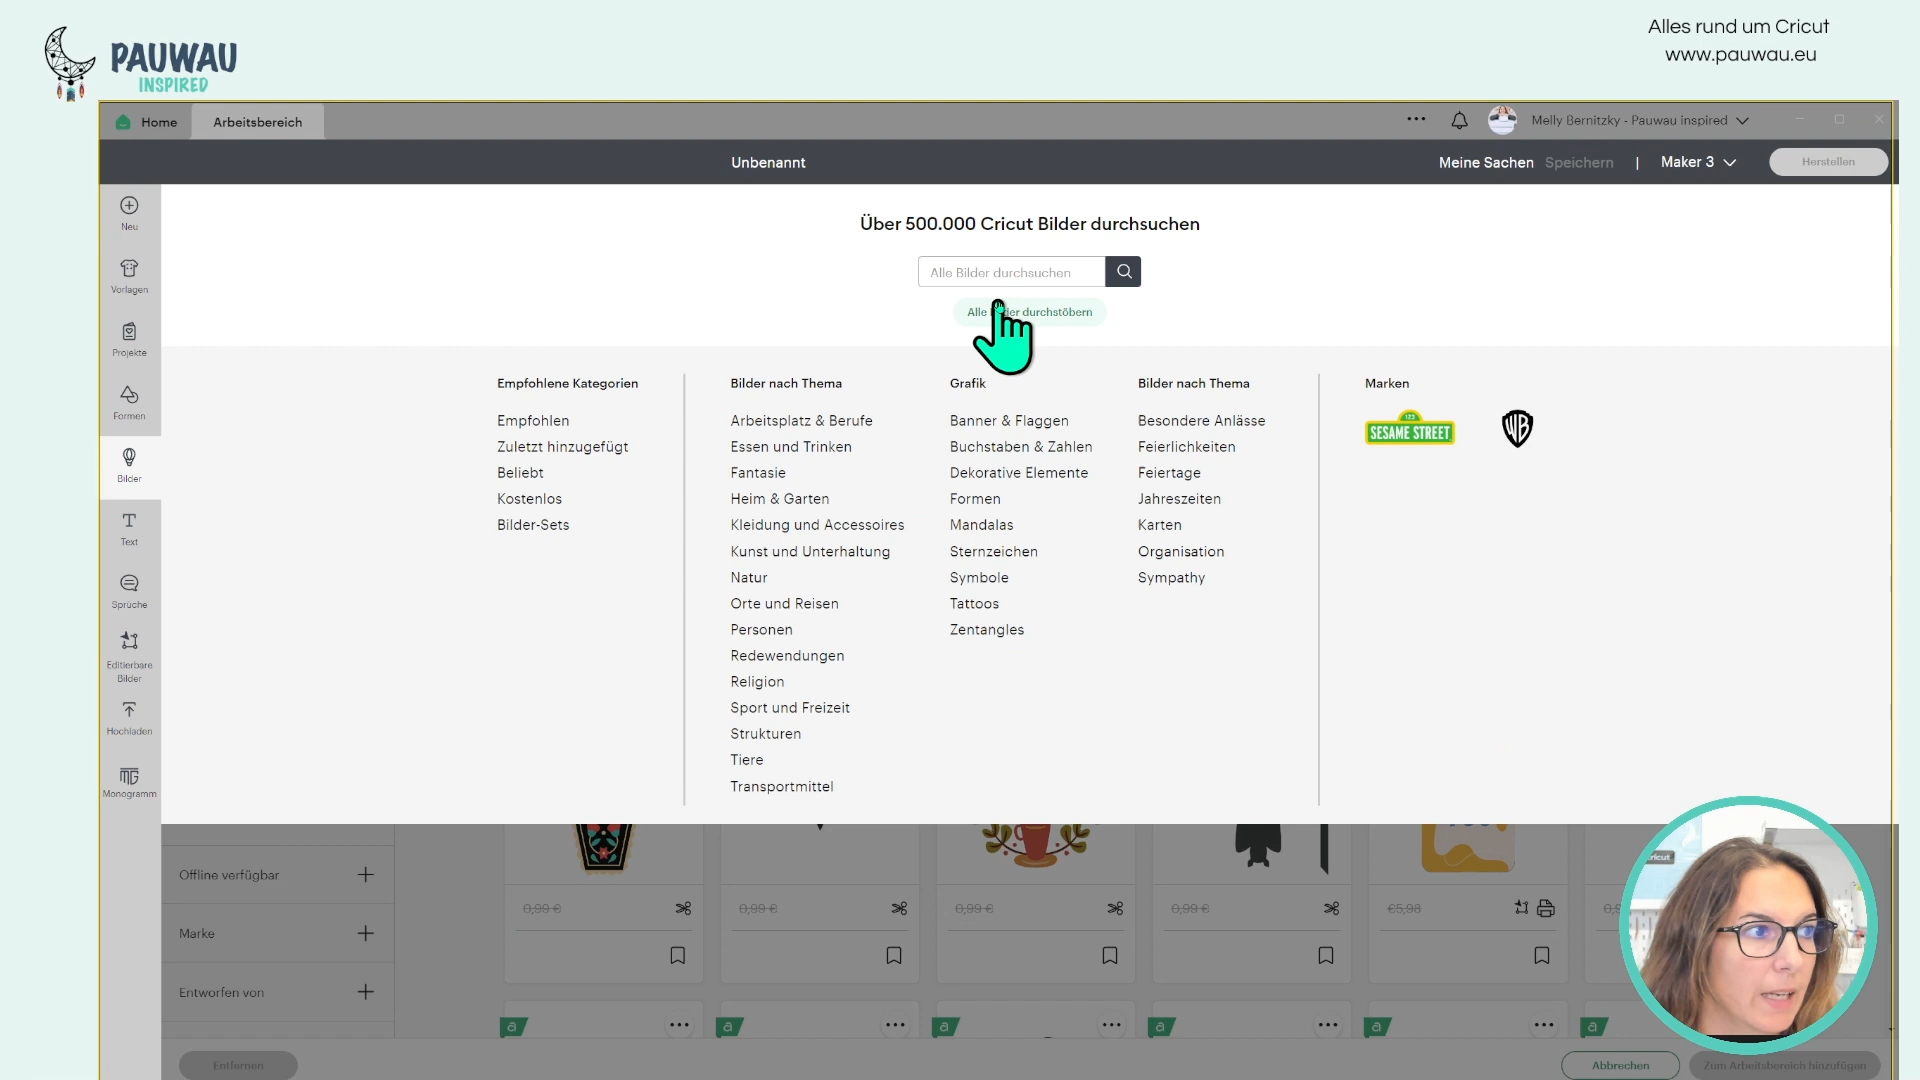 PAUWAU
INSPIRED
Alles rund um Cricut
www.pauwau.eu
Home
Arbeitsbereich
Melly Bernitzky - Pauwau inspired
Unbenannt
Meine Sachen
Speichern
|
Maker 3
Herstellen
Neu
Vorlagen
Projekte
Formen
Bilder
Text
Sprüche
Editierbare
Bilder
Hochladen
Monogramm
Über 500.000 Cricut Bilder durchsuchen
Alle Bilder durchsuchen
Alle Bilder durchstöbern
Empfohlene Kategorien
Empfohlen
Zuletzt hinzugefügt
Beliebt
Kostenlos
Bilder-Sets
Bilder nach Thema
Arbeitsplatz & Berufe
Essen und Trinken
Fantasie
Heim & Garten
Kleidung und Accessoires
Kunst und Unterhaltung
Natur
Orte und Reisen
Personen
Redewendungen
Religion
Sport und Freizeit
Strukturen
Tiere
Transportmittel
Grafik
Banner & Flaggen
Buchstaben & Zahlen
Dekorative Elemente
Formen
Mandalas
Sternzeichen
Symbole
Tattoos
Zentangles
Bilder nach Thema
Besondere Anlässe
Feierlichkeiten
Feiertage
Jahreszeiten
Karten
Organisation
Sympathy
Marken
123
SESAME STREET
WB
Offline verfügbar
Marke
Entworfen von
0,99 €
0,99 €
0,99 €
0,99 €
€5,98
a
a
a
a
a
a
Entfernen
Abbrechen
Zum Arbeitsbereich hinzufügen